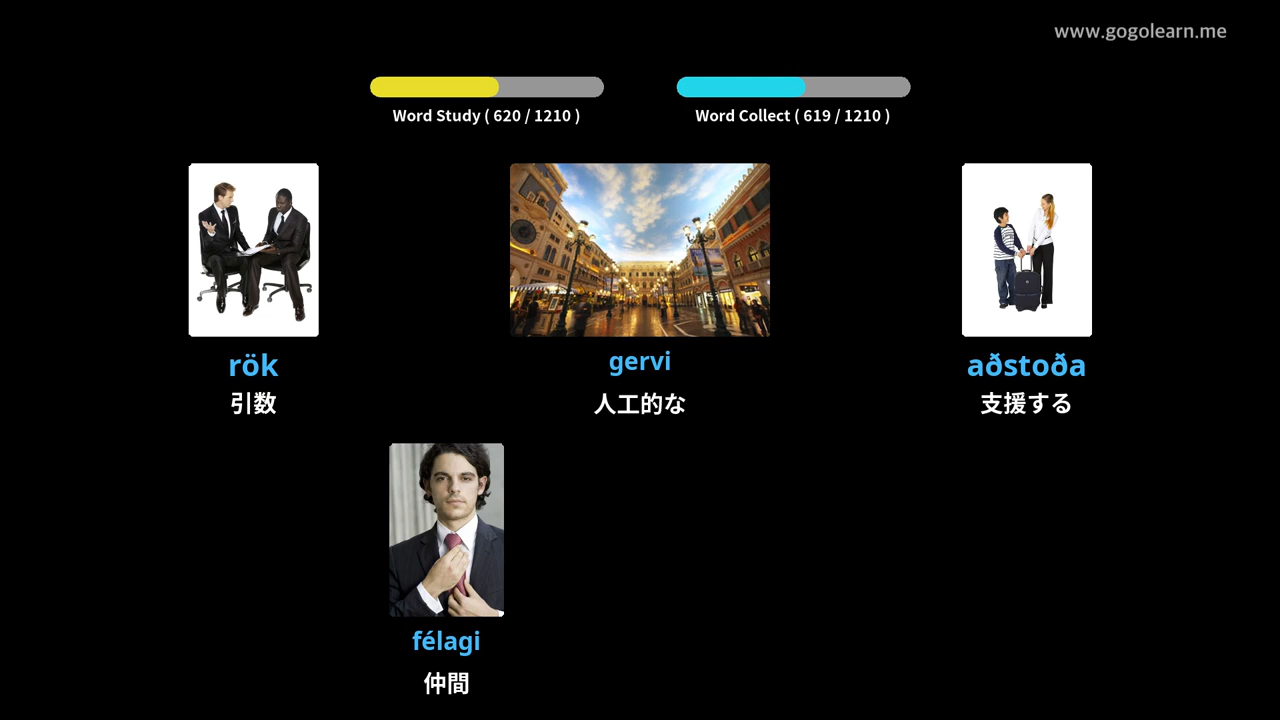 www.gogolearn.me
Word Study ( 620 / 1210 )
Word Collect ( 619 / 1210 )
rök
引数
gervi
人工的な
aðstoða
支援する
félagi
仲間